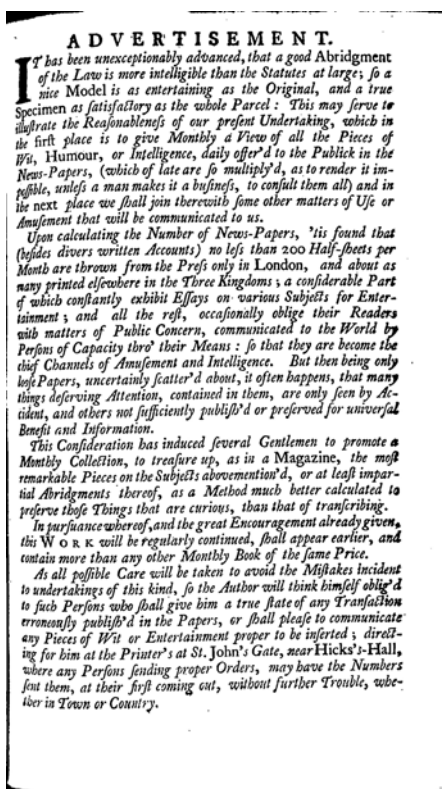 ADVERTISEMENT.
IT has been unexceptionably advanced, that a good Abridgment
of the Law is more intelligible than the Statutes at large; ſo a
nice Model is as entertaining as the Original, and a true
Specimen as ſatisfactory as the whole Parcel: This may ſerve to
illuſtrate the Reaſonableneſs of our preſent Undertaking, which in
the firſt place is to give Monthly a View of all the Pieces of
Wit, Humour, or Intelligence, daily offer'd to the Publick in the
News-Papers, (which of late are ſo multiply'd, as to render it im-
poſſible, unleſs a man makes it a buſineſs, to conſult them all) and in
the next place we ſhall join therewith ſome other matters of Uſe or
Amuſement that will be communicated to us.
Upon calculating the Number of News-Papers, 'tis found that
(beſides divers written Accounts) no leſs than 200 Half-ſheets per
Month are thrown from the Preſs only in London, and about as
many printed elſewhere in the Three Kingdoms; a conſiderable Part
of which conſtantly exhibit Eſſays on various Subjects for Enter-
tainment; and all the reſt, occaſionally oblige their Readers
with matters of Public Concern, communicated to the World by
Perſons of Capacity thro' their Means: ſo that they are become the
chief Channels of Amuſement and Intelligence. But then being only
looſe Papers, uncertainly ſcatter'd about, it often happens, that many
things deſerving Attention, contained in them, are only ſeen by Ac-
cident, and others not ſufficiently publiſh'd or preſerved for univerſal
Benefit and Information.
This Conſideration has induced ſeveral Gentlemen to promote a
Monthly Collection, to treaſure up, as in a Magazine, the moſt
remarkable Pieces on the Subjects abovemention'd, or at leaſt impar-
tial Abridgments thereof, as a Method much better calculated to
preſerve thoſe Things that are curious, than that of tranſcribing.
In purſuance whereof, and the great Encouragement already given,
this WORK will be regularly continued, ſhall appear earlier, and
contain more than any other Monthly Book of the ſame Price.
As all poſſible Care will be taken to avoid the Miſtakes incident
to undertakings of this kind, ſo the Author will think himſelf oblig'd
to ſuch Perſons who ſhall give him a true ſtate of any Tranſaction
erroneouſly publiſh'd in the Papers, or ſhall pleaſe to communicate
any Pieces of Wit or Entertainment proper to be inſerted; direct-
ing for him at the Printer's at St. John's Gate, near Hicks's-Hall,
where any Perſons ſending proper Orders, may have the Numbers
ſent them, at their firſt coming out, without further Trouble, whe-
ther in Town or Country.